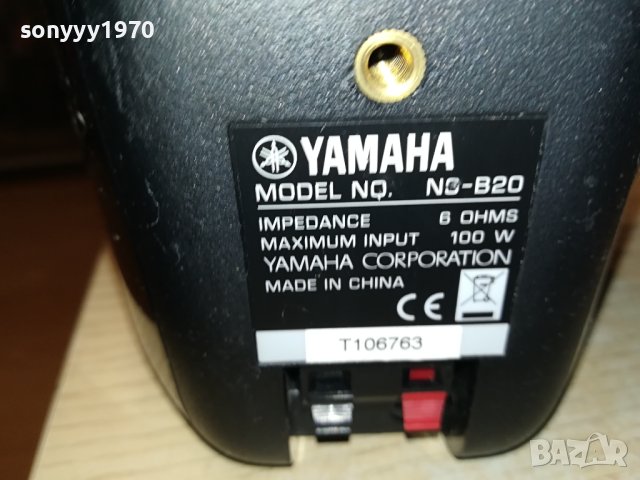 sonyyy1970
YAMAHA
MODEL NO. NS-B20
IMPEDANCE 6 OHMS
MAXIMUM INPUT 100 W
YAMAHA CORPORATION
MADE IN CHINA
CE
T106763
BAZAR